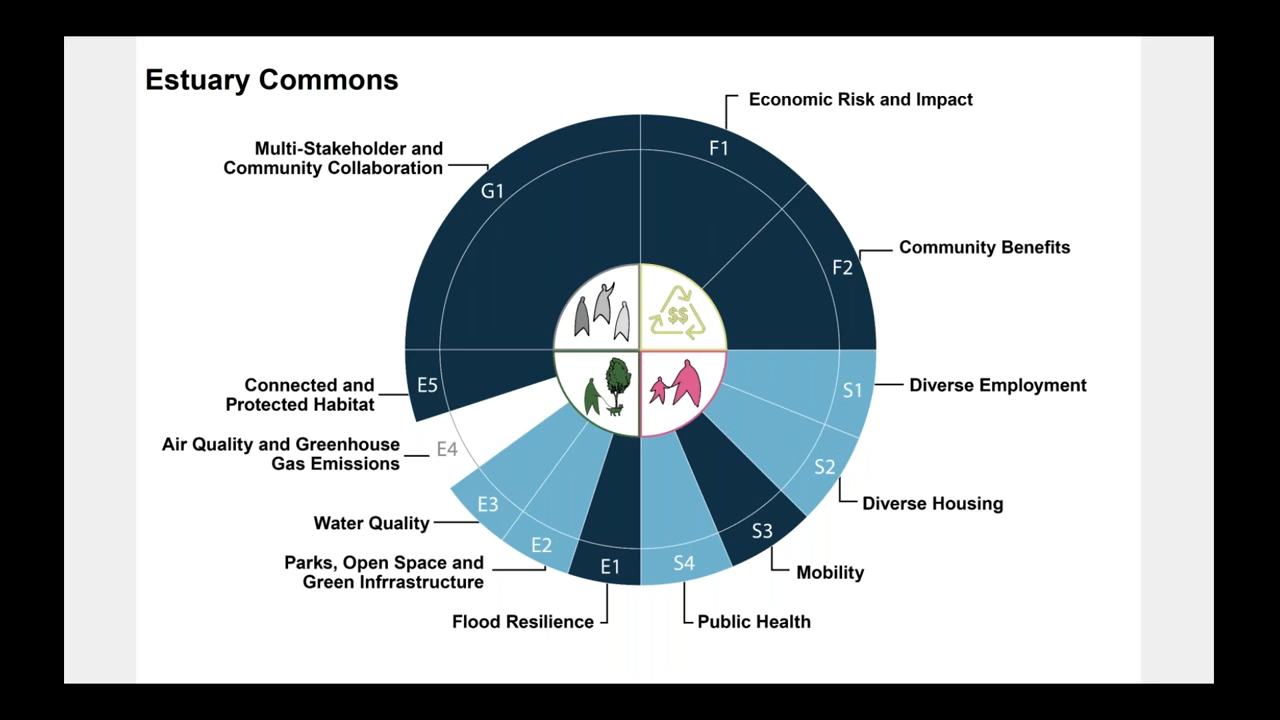 Estuary Commons
Economic Risk and Impact
F1
Multi-Stakeholder and
Community Collaboration
G1
Community Benefits
F2
$$
Diverse Employment
S1
Connected and
Protected Habitat
E5
Air Quality and Greenhouse
Gas Emissions
E4
S2
Diverse Housing
E3
Water Quality
S3
Mobility
E2
Parks, Open Space and
Green Infrrastructure
E1
S4
Flood Resilience
Public Health